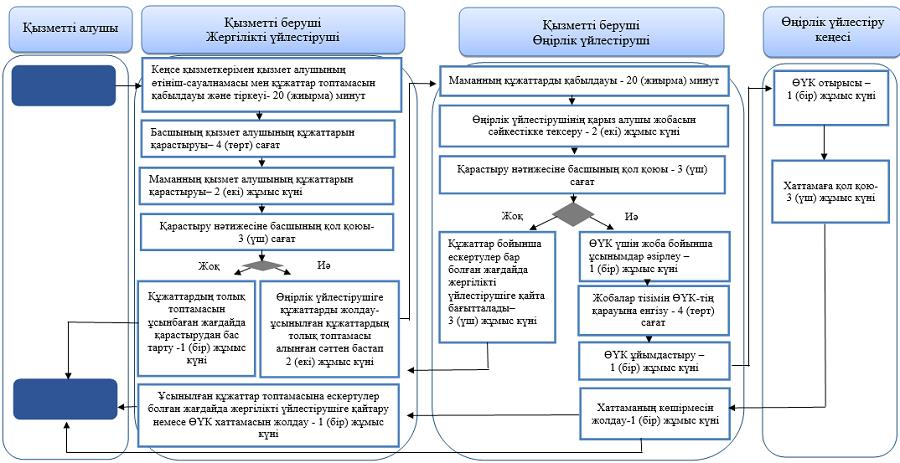 Қызметті алушы
Қызметті беруші
Жергілікті үйлестіруші
Қызметті беруші
Өңірлік үйлестіруші
Өңірлік үйлестіру
кеңесі
Кеңсе қызметкерімен қызмет алушының
өтініш-сауалнамасы мен құжаттар топтамасын
қабылдауы және тіркеуі- 20 (жиырма) минут
Басшының қызмет алушының құжаттарын
қарастыруы– 4 (төрт) сағат
Маманның қызмет алушының құжаттарын
қарастыруы– 2 (екі) жұмыс күні
Қарастыру нәтижесіне басшының қол қоюы-
3 (үш) сағат
Жоқ
Иә
Құжаттардың толық
топтамасын
ұсынбаған жағдайда
қарастырудан бас
тарту -1 (бір) жұмыс
күні
Өңірлік үйлестірушіге
құжаттарды жолдау-
ұсынылған құжаттардың
толық топтамасы
алынған сәттен бастап
2 (екі) жұмыс күні
Ұсынылған құжаттар топтамасына ескертулер
болған жағдайда жергілікті үйлестірушіге қайтару
немесе ӨҮК хаттамасын жолдау - 1 (бір) жұмыс
күні
Маманның құжаттарды қабылдауы - 20 (жиырма) минут
Өңірлік үйлестірушінің қарыз алушы жобасын
сәйкестікке тексеру - 2 (екі) жұмыс күні
Қарастыру нәтижесіне басшының қол қоюы - 3 (үш)
сағат
Жоқ
Иә
Құжаттар бойынша
ескертулер бар
болған жағдайда
жергілікті
үйлестірушіге қайта
бағытталады–
3 (үш) жұмыс күні
ӨҮК үшін жоба бойынша
ұсынымдар әзірлеу –
1 (бір) жұмыс күні
Жобалар тізімін ӨҮК-тің
қарауына енгізу - 4 (төрт)
сағат
ӨҮК ұйымдастыру –
1 (бір) жұмыс күні
Хаттаманың көшірмесін
жолдау-1 (бір) жұмыс күні
ӨҮК отырысы –
1 (бір) жұмыс күні
Хаттамаға қол қою-
3 (үш) жұмыс күні